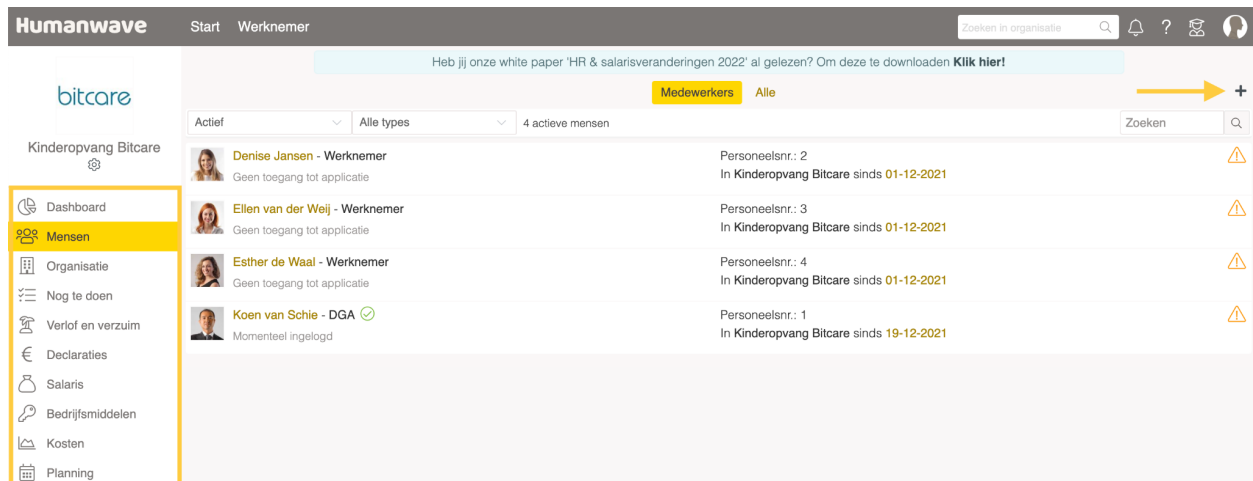 Humanwave Start Werknemer Zoeken in organisatie ?
Heb jij onze white paper 'HR & salarisveranderingen 2022' al gelezen? Om deze te downloaden Klik hier!
bitcare
Kinderopvang Bitcare
Dashboard
Mensen
Organisatie
Nog te doen
Verlof en verzuim
Declaraties
Salaris
Bedrijfsmiddelen
Kosten
Planning
Medewerkers Alle +
Actief Alle types 4 actieve mensen Zoeken
Denise Jansen - Werknemer Personeelsnr.: 2
Geen toegang tot applicatie In Kinderopvang Bitcare sinds 01-12-2021
Ellen van der Weij - Werknemer Personeelsnr.: 3
Geen toegang tot applicatie In Kinderopvang Bitcare sinds 01-12-2021
Esther de Waal - Werknemer Personeelsnr.: 4
Geen toegang tot applicatie In Kinderopvang Bitcare sinds 01-12-2021
Koen van Schie - DGA Personeelsnr.: 1
Momenteel ingelogd In Kinderopvang Bitcare sinds 19-12-2021